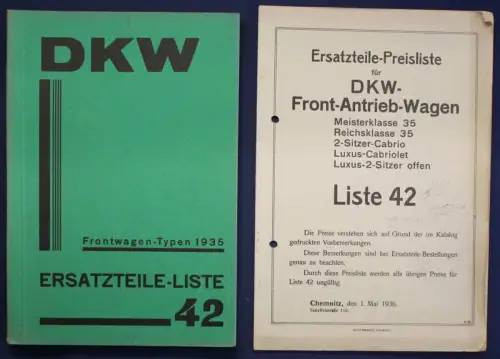 DKW
Frontwagen-Typen 1935
ERSATZTEILE-LISTE
42
Ersatzteile-Preisliste
für
DKW-
Front-Antrieb-Wagen
Meisterklasse 35
Reichsklasse 35
2-Sitzer-Cabrio
Luxus-Cabriolet
Luxus-2-Sitzer offen
Liste 42
Die Preise verstehen sich auf Grund der im Katalog
gedruckten Vorbemerkungen.
Diese Bemerkungen sind bei Ersatzteile-Bestellungen
genau zu beachten.
Durch diese Preisliste werden alle übrigen Preise für
Liste 42 ungültig.
Chemnitz, den 1. Mai 1936.